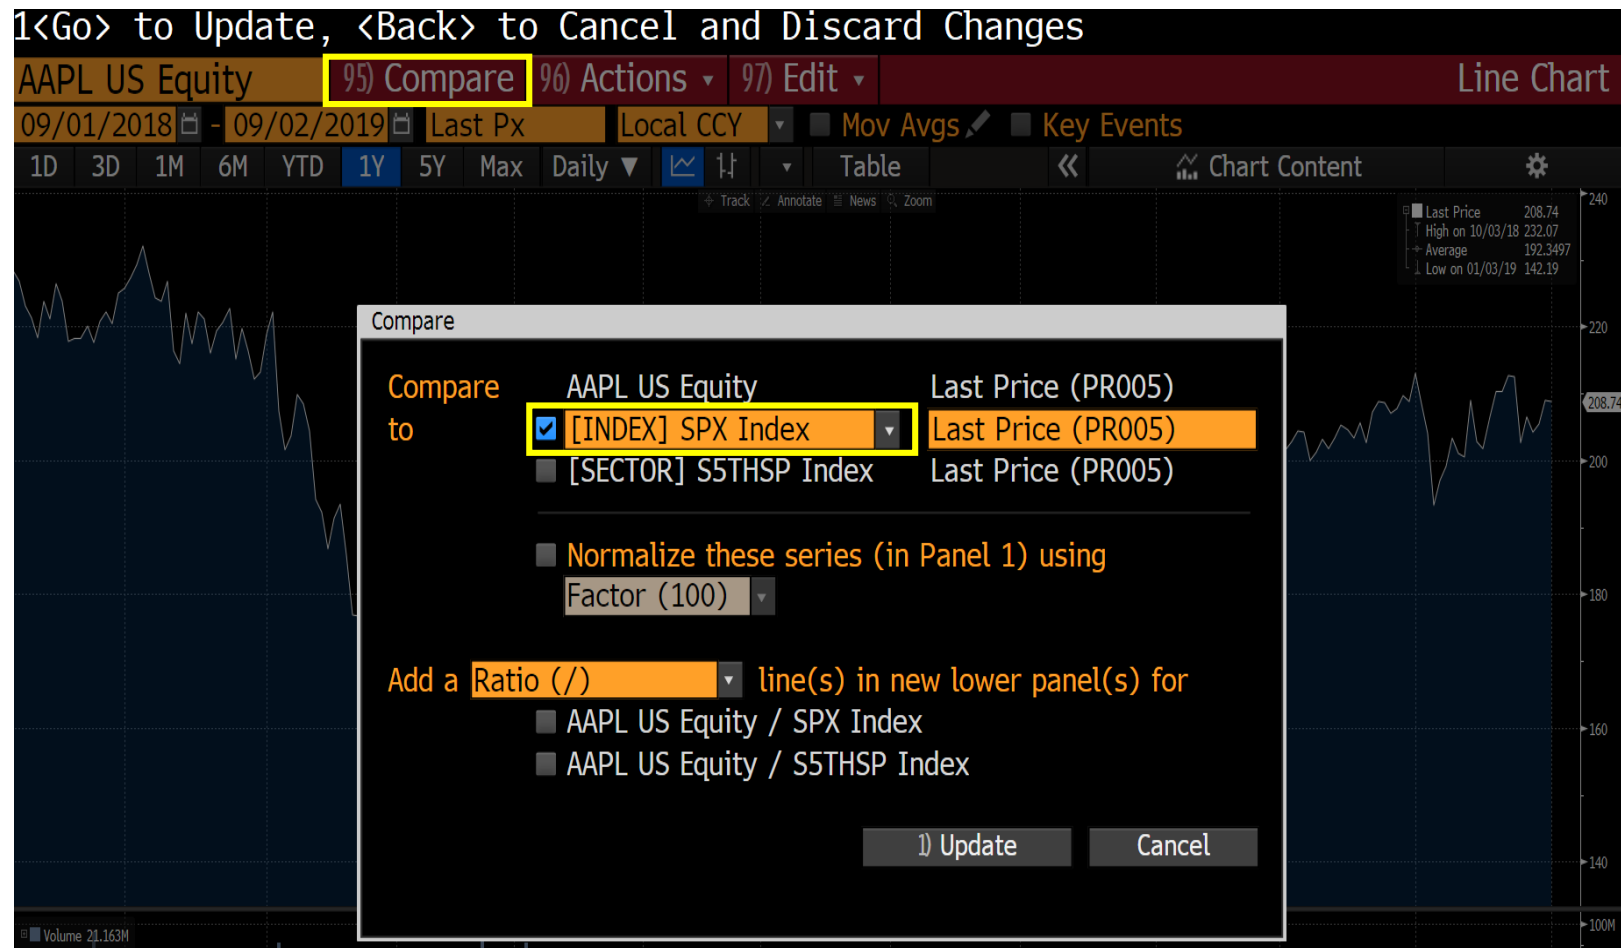 1<Go> to Update, <Back> to Cancel and Discard Changes
AAPL US Equity 95) Compare 96) Actions 97) Edit Line Chart
09/01/2018 - 09/02/2019 Last Px Local CCY Mov Avgs Key Events
1D 3D 1M 6M YTD 1Y 5Y Max Daily ▼ Table « Chart Content
Track Annotate News Zoom
240
Last Price 208.74
High on 10/03/18 232.07
Average 192.3497
Low on 01/03/19 142.19
220
208.74
200
180
160
140
100M
Compare
Compare AAPL US Equity Last Price (PR005)
to [INDEX] SPX Index Last Price (PR005)
[SECTOR] S5THSP Index Last Price (PR005)
Normalize these series (in Panel 1) using
Factor (100)
Add a Ratio (/) line(s) in new lower panel(s) for
AAPL US Equity / SPX Index
AAPL US Equity / S5THSP Index
1) Update Cancel
Volume 21.163M